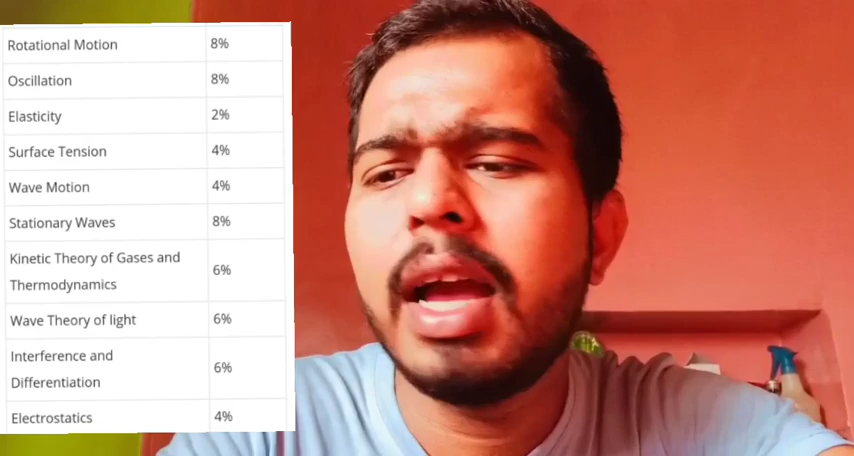 Rotational Motion 8%
Oscillation 8%
Elasticity 2%
Surface Tension 4%
Wave Motion 4%
Stationary Waves 8%
Kinetic Theory of Gases and
Thermodynamics 6%
Wave Theory of light 6%
Interference and
Differentiation 6%
Electrostatics 4%